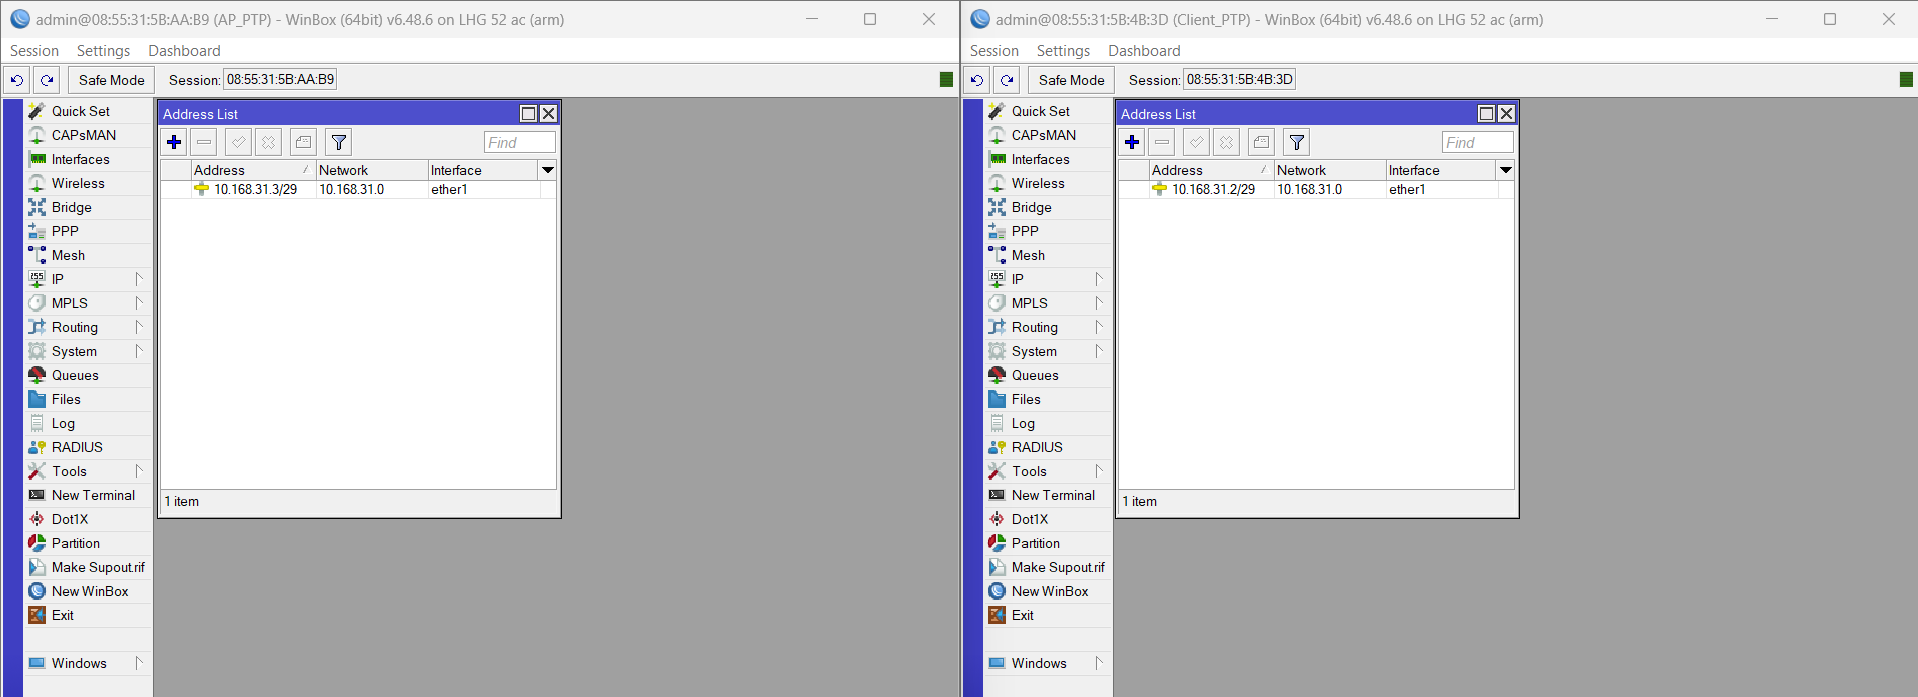 admin@08:55:31:5B:AA:B9 (AP_PTP) - WinBox (64bit) v6.48.6 on LHG 52 ac (arm)
Session Settings Dashboard
Safe Mode Session: 08:55:31:5B:AA:B9
Quick Set
CAPsMAN
Interfaces
Wireless
Bridge
PPP
Mesh
IP
MPLS
Routing
System
Queues
Files
Log
RADIUS
Tools
New Terminal
Dot1X
Partition
Make Supout.rif
New WinBox
Exit
Windows
Address List
Find
Address Network Interface
10.168.31.3/29 10.168.31.0 ether1
1 item
admin@08:55:31:5B:4B:3D (Client_PTP) - WinBox (64bit) v6.48.6 on LHG 52 ac (arm)
Session Settings Dashboard
Safe Mode Session: 08:55:31:5B:4B:3D
Quick Set
CAPsMAN
Interfaces
Wireless
Bridge
PPP
Mesh
IP
MPLS
Routing
System
Queues
Files
Log
RADIUS
Tools
New Terminal
Dot1X
Partition
Make Supout.rif
New WinBox
Exit
Windows
Address List
Find
Address Network Interface
10.168.31.2/29 10.168.31.0 ether1
1 item